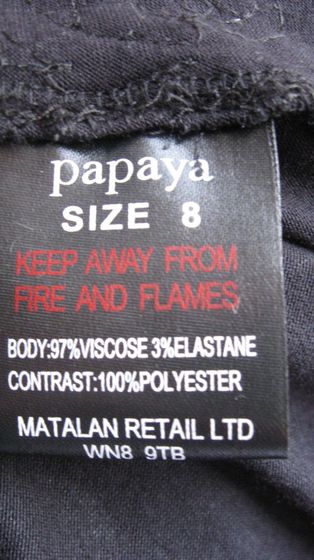 papaya
SIZE 8
KEEP AWAY FROM
FIRE AND FLAMES
BODY:97%VISCOSE 3%ELASTANE
CONTRAST:100%POLYESTER
MATALAN RETAIL LTD
WN8 9TB